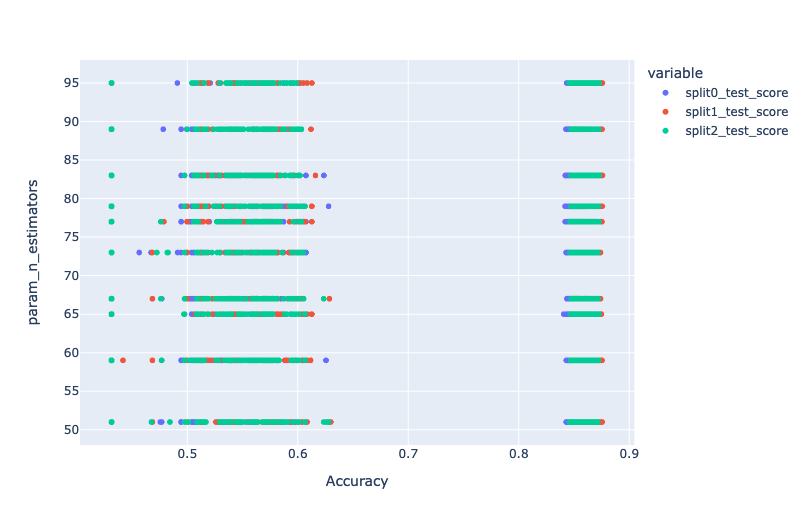 variable
split0_test_score
split1_test_score
split2_test_score
95
90
85
80
75
70
65
60
55
50
param_n_estimators
0.5 0.6 0.7 0.8 0.9
Accuracy